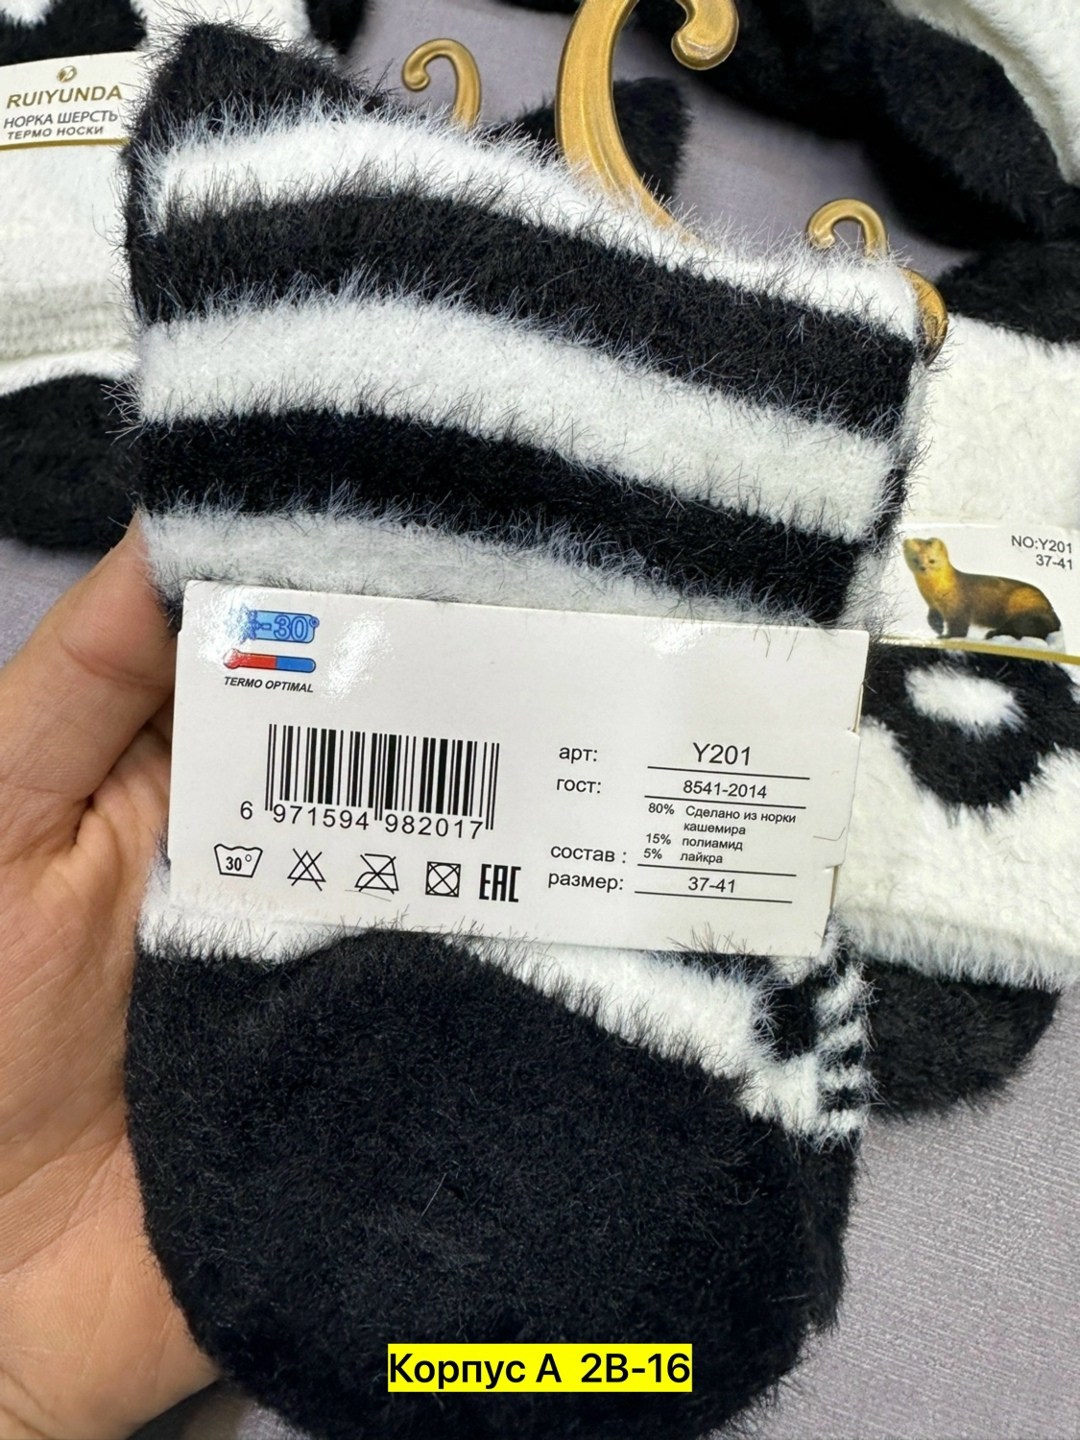 RUIYUNDA
НОРКА ШЕРСТЬ
ТЕРМО НОСКИ
NO:Y201
37-41
-30°
TERMO OPTIMAL
6 971594 982017
30°
EAC
арт: Y201
гост: 8541-2014
80% Сделано из норки
кашемира
15% полиамид
состав : 5% лайкра
размер: 37-41
Корпус А 2В-16